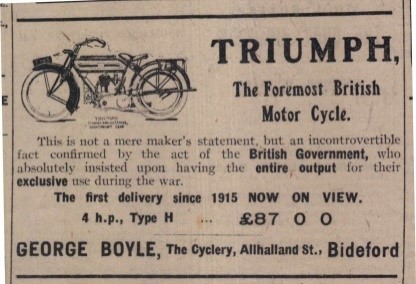 TRIUMPH,
The Foremost British
Motor Cycle.
This is not a mere maker's statement, but an incontrovertible
fact confirmed by the act of the British Government, who
absolutely insisted upon having the entire output for their
exclusive use during the war.
The first delivery since 1915 NOW ON VIEW.
4 h.p., Type H ... £87 0 0
GEORGE BOYLE, The Cyclery, Allhalland St., Bideford